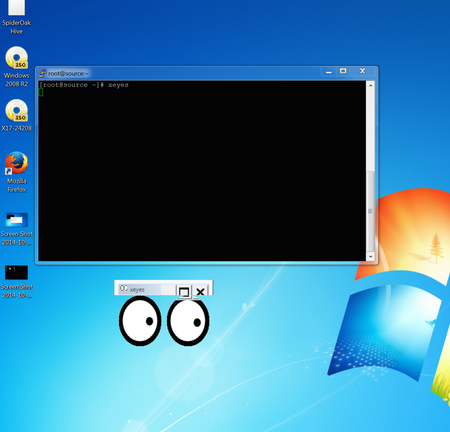 SpiderOak
Hive
Windows
2008 R2
X17-24208
Mozilla
Firefox
Screen Shot
2014-10-...
Screen Shot
2014-10-...
root@source:~
[root@source ~]# xeyes
xeyes